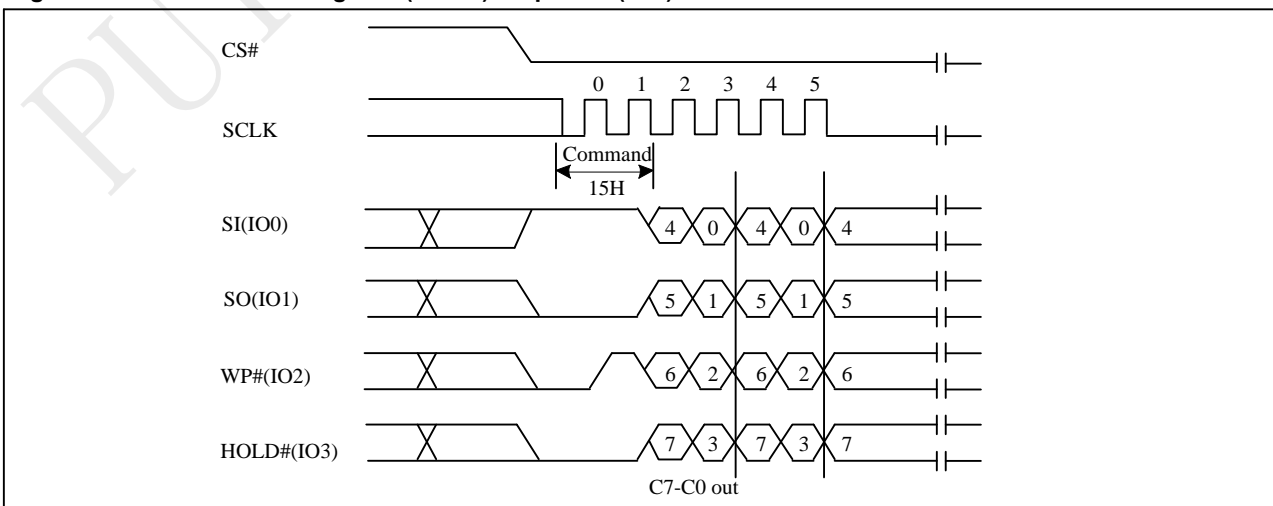 CS#
0 1 2 3 4 5
SCLK
Command
15H
SI(IO0) 4 0 4 0 4
SO(IO1) 5 1 5 1 5
WP#(IO2) 6 2 6 2 6
HOLD#(IO3) 7 3 7 3 7
C7-C0 out